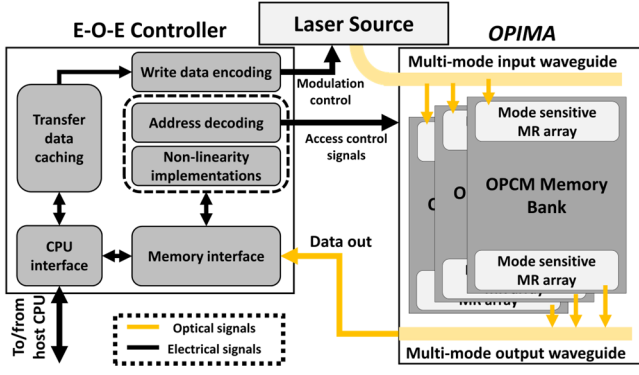 E-O-E Controller
Laser Source
OPIMA
Write data encoding
Modulation
control
Multi-mode input waveguide
Transfer
data
caching
Address decoding
Access control
signals
Non-linearity
implementations
Mode sensitive
MR array
OPCM Memory
Bank
CPU
interface
Memory interface
Data out
Mode sensitive
MR array
MR array
To/from
host CPU
Optical signals
Electrical signals
Multi-mode output waveguide